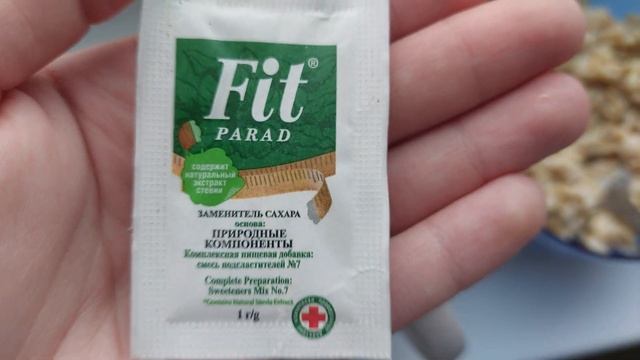 Fit®
PARAD
содержит
натуральный
экстракт
стевии
ЗАМЕНИТЕЛЬ САХАРА
основа:
ПРИРОДНЫЕ
КОМПОНЕНТЫ
Комплексная пищевая добавка:
смесь подсластителей №7
Complete Preparation:
Sweeteners Mix No.7
*Contains Natural Stevia Extract
1 г/g